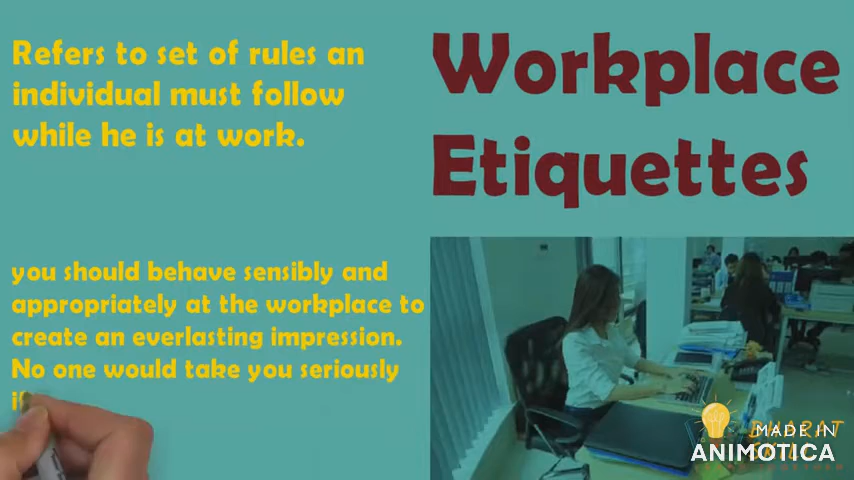 Refers to set of rules an
individual must follow
while he is at work.
Workplace
Etiquettes
you should behave sensibly and
appropriately at the workplace to
create an everlasting impression.
No one would take you seriously
MADE IN
ANIMOTICA